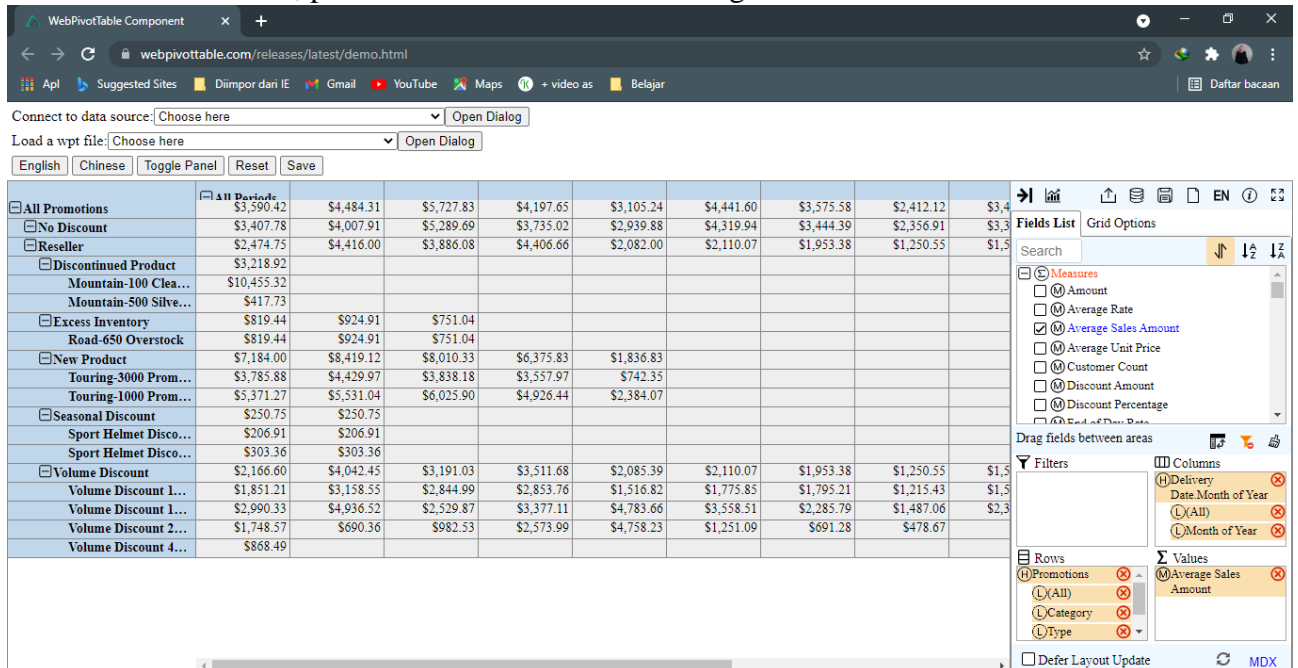 WebPivotTable Component
webpivottable.com/releases/latest/demo.html
Apl Suggested Sites Diimpor dari IE Gmail YouTube Maps + video as Belajar Daftar bacaan
Connect to data source: Choose here Open Dialog
Load a wpt file: Choose here Open Dialog
English Chinese Toggle Panel Reset Save
All Periods
All Promotions $3,590.42 $4,484.31 $5,727.83 $4,197.65 $3,105.24 $4,441.60 $3,575.58 $2,412.12 $3,4
No Discount $3,407.78 $4,007.91 $5,289.69 $3,735.02 $2,939.88 $4,319.94 $3,444.39 $2,356.91 $3,3
Reseller $2,474.75 $4,416.00 $3,886.08 $4,406.66 $2,082.00 $2,110.07 $1,953.38 $1,250.55 $1,5
Discontinued Product $3,218.92
Mountain-100 Clea... $10,455.32
Mountain-500 Silve... $417.73
Excess Inventory $819.44 $924.91 $751.04
Road-650 Overstock $819.44 $924.91 $751.04
New Product $7,184.00 $8,419.12 $8,010.33 $6,375.83 $1,836.83
Touring-3000 Prom... $3,785.88 $4,429.97 $3,838.18 $3,557.97 $742.35
Touring-1000 Prom... $5,371.27 $5,531.04 $6,025.90 $4,926.44 $2,384.07
Seasonal Discount $250.75 $250.75
Sport Helmet Disco... $206.91 $206.91
Sport Helmet Disco... $303.36 $303.36
Volume Discount $2,166.60 $4,042.45 $3,191.03 $3,511.68 $2,085.39 $2,110.07 $1,953.38 $1,250.55 $1,5
Volume Discount 1... $1,851.21 $3,158.55 $2,844.99 $2,853.76 $1,516.82 $1,775.85 $1,795.21 $1,215.43 $1,5
Volume Discount 1... $2,990.33 $4,936.52 $2,529.87 $3,377.11 $4,783.66 $3,558.51 $2,285.79 $1,487.06 $2,3
Volume Discount 2... $1,748.57 $690.36 $982.53 $2,573.99 $4,758.23 $1,251.09 $691.28 $478.67
Volume Discount 4... $868.49
EN
Fields List Grid Options
Search
Measures
Amount
Average Rate
Average Sales Amount
Average Unit Price
Customer Count
Discount Amount
Discount Percentage
End of Day Rate
Drag fields between areas
Filters
Columns
Delivery
Date.Month of Year
(All)
Month of Year
Rows
Promotions
(All)
Category
Type
Values
Average Sales
Amount
Defer Layout Update MDX